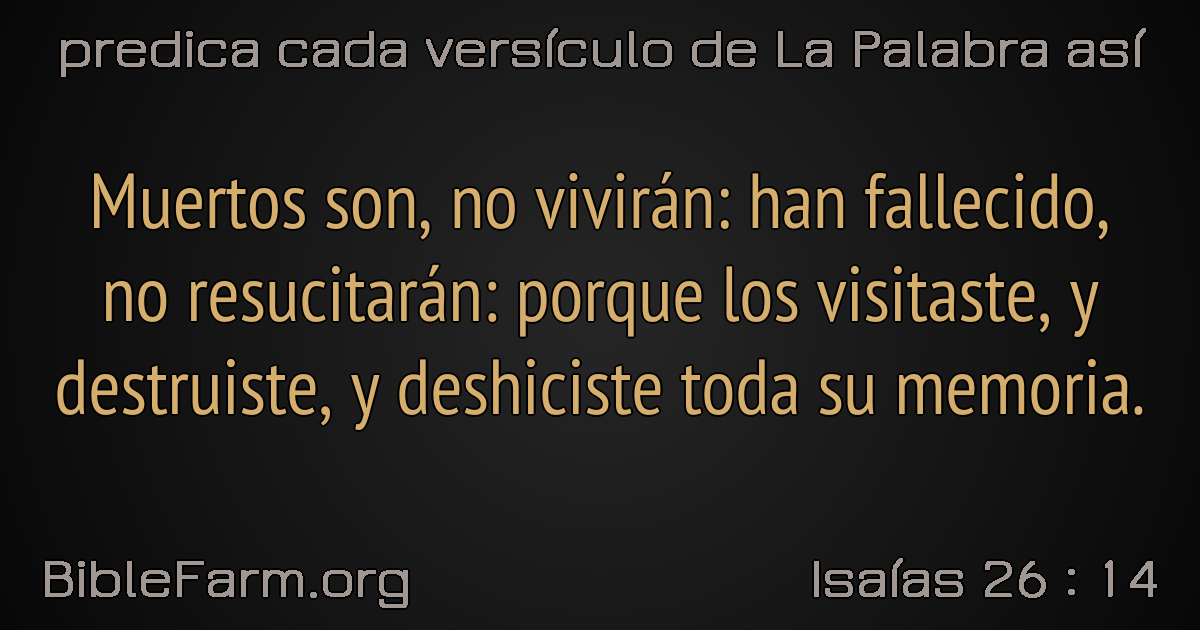 predica cada versículo de La Palabra así
Muertos son, no vivirán: han fallecido,
no resucitarán: porque los visitaste, y
destruiste, y deshiciste toda su memoria.
BibleFarm.org
Isaías 26 : 14